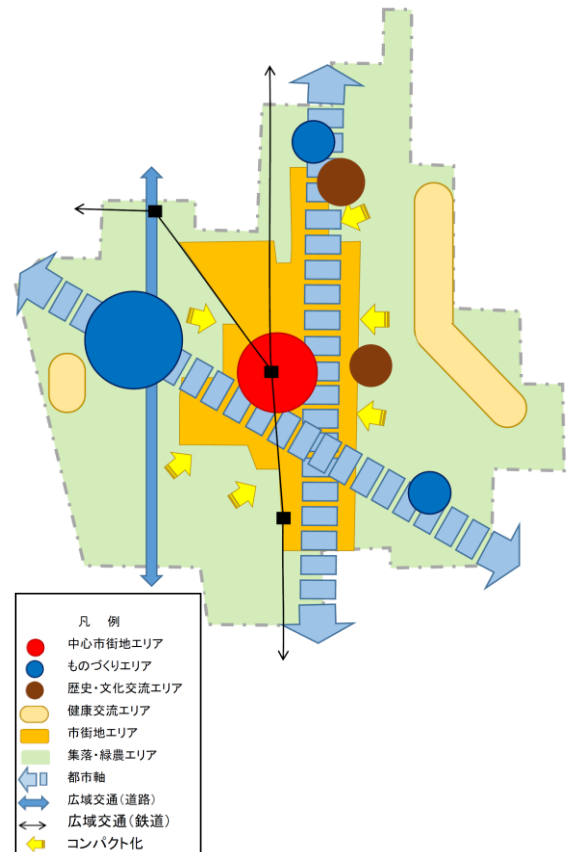 凡 例
中心市街地エリア
ものづくりエリア
歴史・文化交流エリア
健康交流エリア
市街地エリア
集落・緑農エリア
都市軸
広域交通(道路)
広域交通(鉄道)
コンパクト化